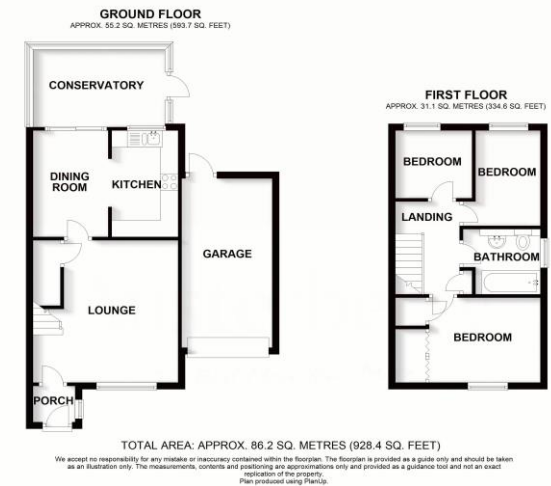 GROUND FLOOR
APPROX. 55.2 SQ. METRES (593.7 SQ. FEET)
CONSERVATORY
DINING
ROOM
KITCHEN
GARAGE
LOUNGE
PORCH
FIRST FLOOR
APPROX. 31.1 SQ. METRES (334.6 SQ. FEET)
BEDROOM
BEDROOM
LANDING
BATHROOM
BEDROOM
TOTAL AREA: APPROX. 86.2 SQ. METRES (928.4 SQ. FEET)
We accept no responsibility for any mistake or inaccuracy contained within the floorplan. The floorplan is provided as a guide only and should be taken
as an illustration only. The measurements, contents and positioning are approximations only and provided as a guidance tool and not an exact
replication of the property.
Plan produced using PlanUp.